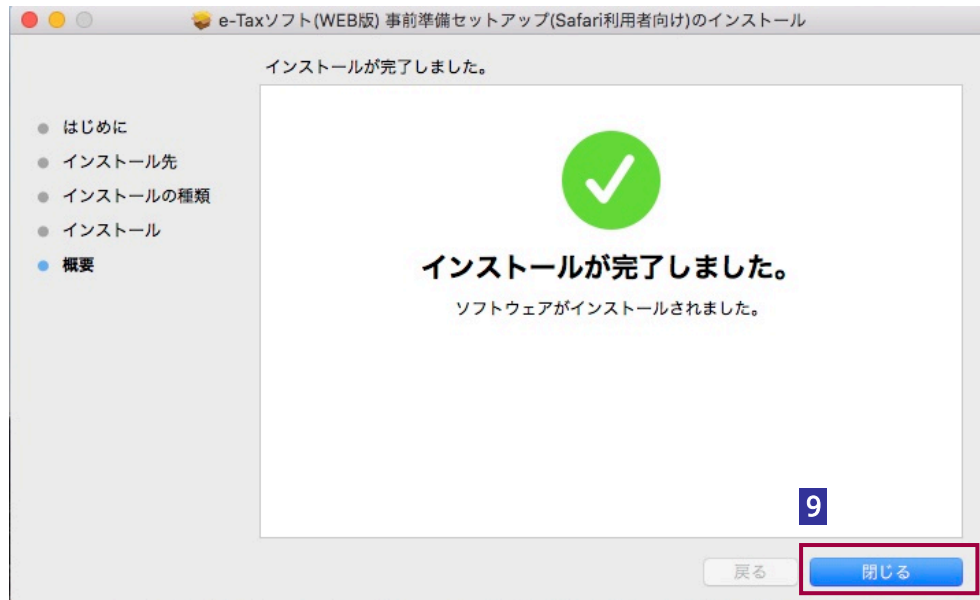 e-Taxソフト(WEB版) 事前準備セットアップ(Safari利用者向け)のインストール
インストールが完了しました。
はじめに
インストール先
インストールの種類
インストール
概要
インストールが完了しました。
ソフトウェアがインストールされました。
9
戻る
閉じる